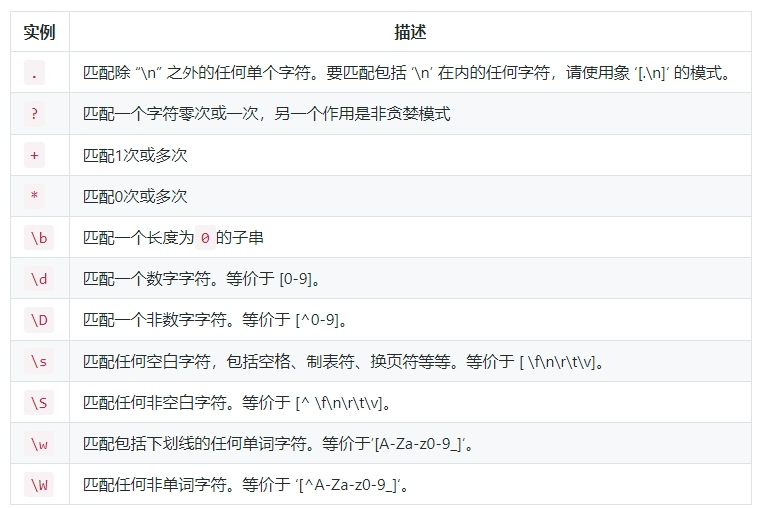 实例 描述
. 匹配除 “\n” 之外的任何单个字符。要匹配包括 ‘\n’ 在内的任何字符，请使用象 ‘[.\n]’ 的模式。
? 匹配一个字符零次或一次，另一个作用是非贪婪模式
+ 匹配1次或多次
* 匹配0次或多次
\b 匹配一个长度为 0 的子串
\d 匹配一个数字字符。等价于 [0-9]。
\D 匹配一个非数字字符。等价于 [^0-9]。
\s 匹配任何空白字符，包括空格、制表符、换页符等等。等价于 [ \f\n\r\t\v]。
\S 匹配任何非空白字符。等价于 [^ \f\n\r\t\v]。
\w 匹配包括下划线的任何单词字符。等价于‘[A-Za-z0-9_]’。
\W 匹配任何非单词字符。等价于 ‘[^A-Za-z0-9_]’。